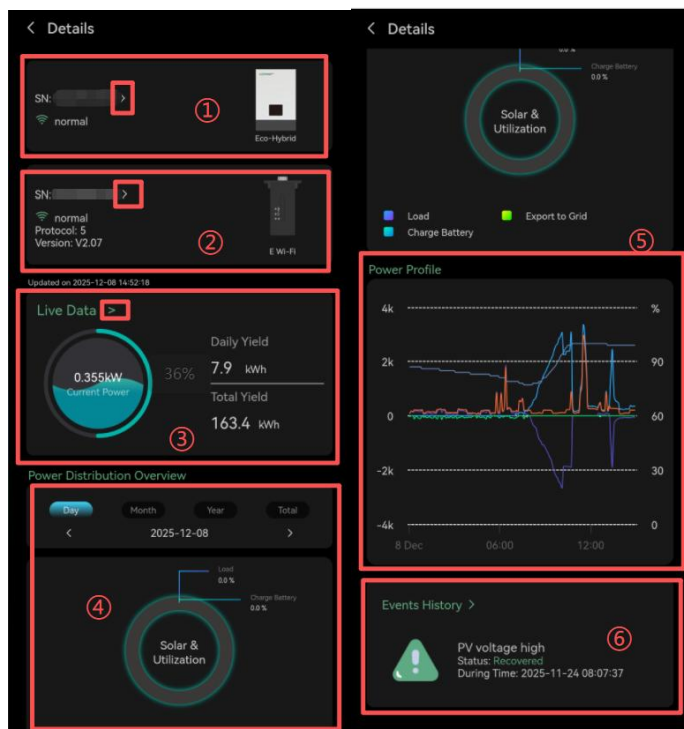 Details
SN:
>
normal
Eco-Hybrid
①
SN:
>
normal
Protocol: 5
Version: V2.07
E Wi-Fi
②
Updated on 2025-12-08 14:52:18
Live Data >
0.355kW
Current Power
36%
Daily Yield
7.9 kWh
Total Yield
163.4 kWh
③
Power Distribution Overview
Day Month Year Total
< 2025-12-08 >
Load
0.0 %
Charge Battery
0.0 %
④
Solar &
Utilization
Details
0.0 %
Charge Battery
0.0 %
Solar &
Utilization
Load
Export to Grid
Charge Battery
⑤
Power Profile
4k %
2k 90
0 60
-2k 30
-4k 0
8 Dec 06:00 12:00
Events History >
⑥
PV voltage high
Status: Recovered
During Time: 2025-11-24 08:07:37